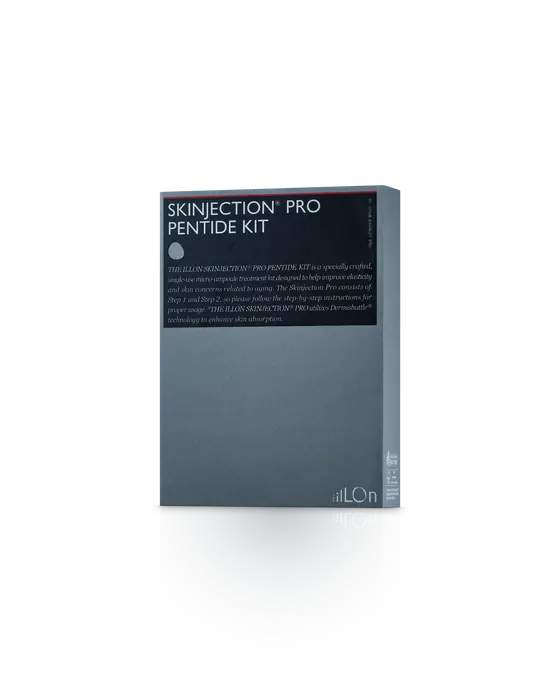 SKINJECTION® PRO
PENTIDE KIT
THE ILLON SKINJECTION® PRO PENTIDE KIT is a specially crafted,
single-use micro-ampoule treatment kit designed to help improve elasticity
and skin concerns related to aging. The Skinjection Pro consists of
Step 1 and Step 2, so please follow the step-by-step instructions for
proper usage. *THE ILLON SKINJECTION® PRO utilizes Dermashuttle®
technology to enhance skin absorption.
illOn